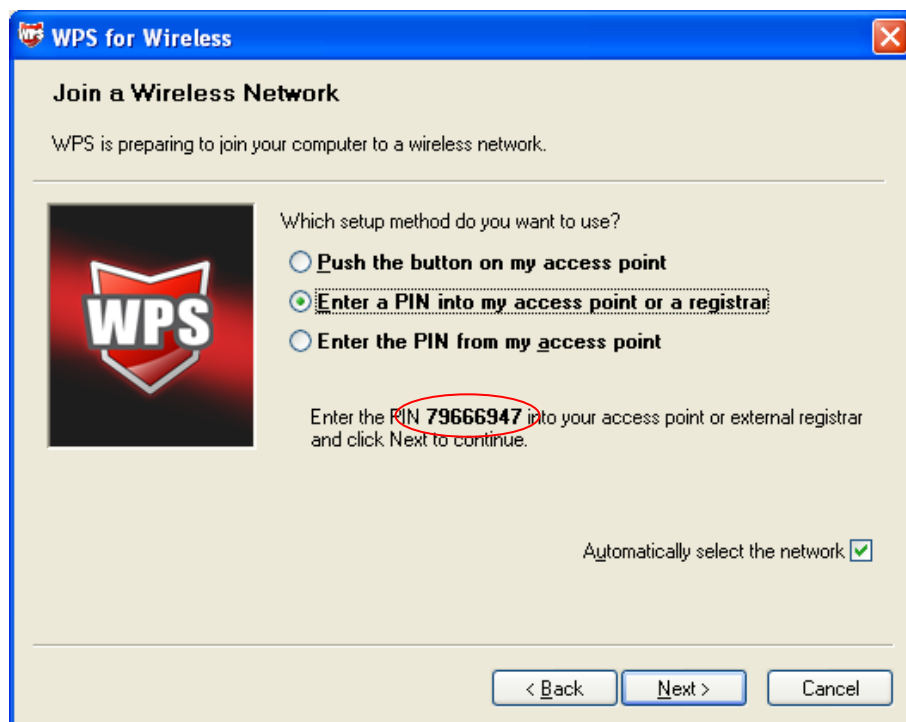 WPS for Wireless
Join a Wireless Network
WPS is preparing to join your computer to a wireless network.
WPS
Which setup method do you want to use?
Push the button on my access point
Enter a PIN into my access point or a registrar
Enter the PIN from my access point
Enter the PIN 79666947 into your access point or external registrar
and click Next to continue.
Automatically select the network
< Back
Next >
Cancel